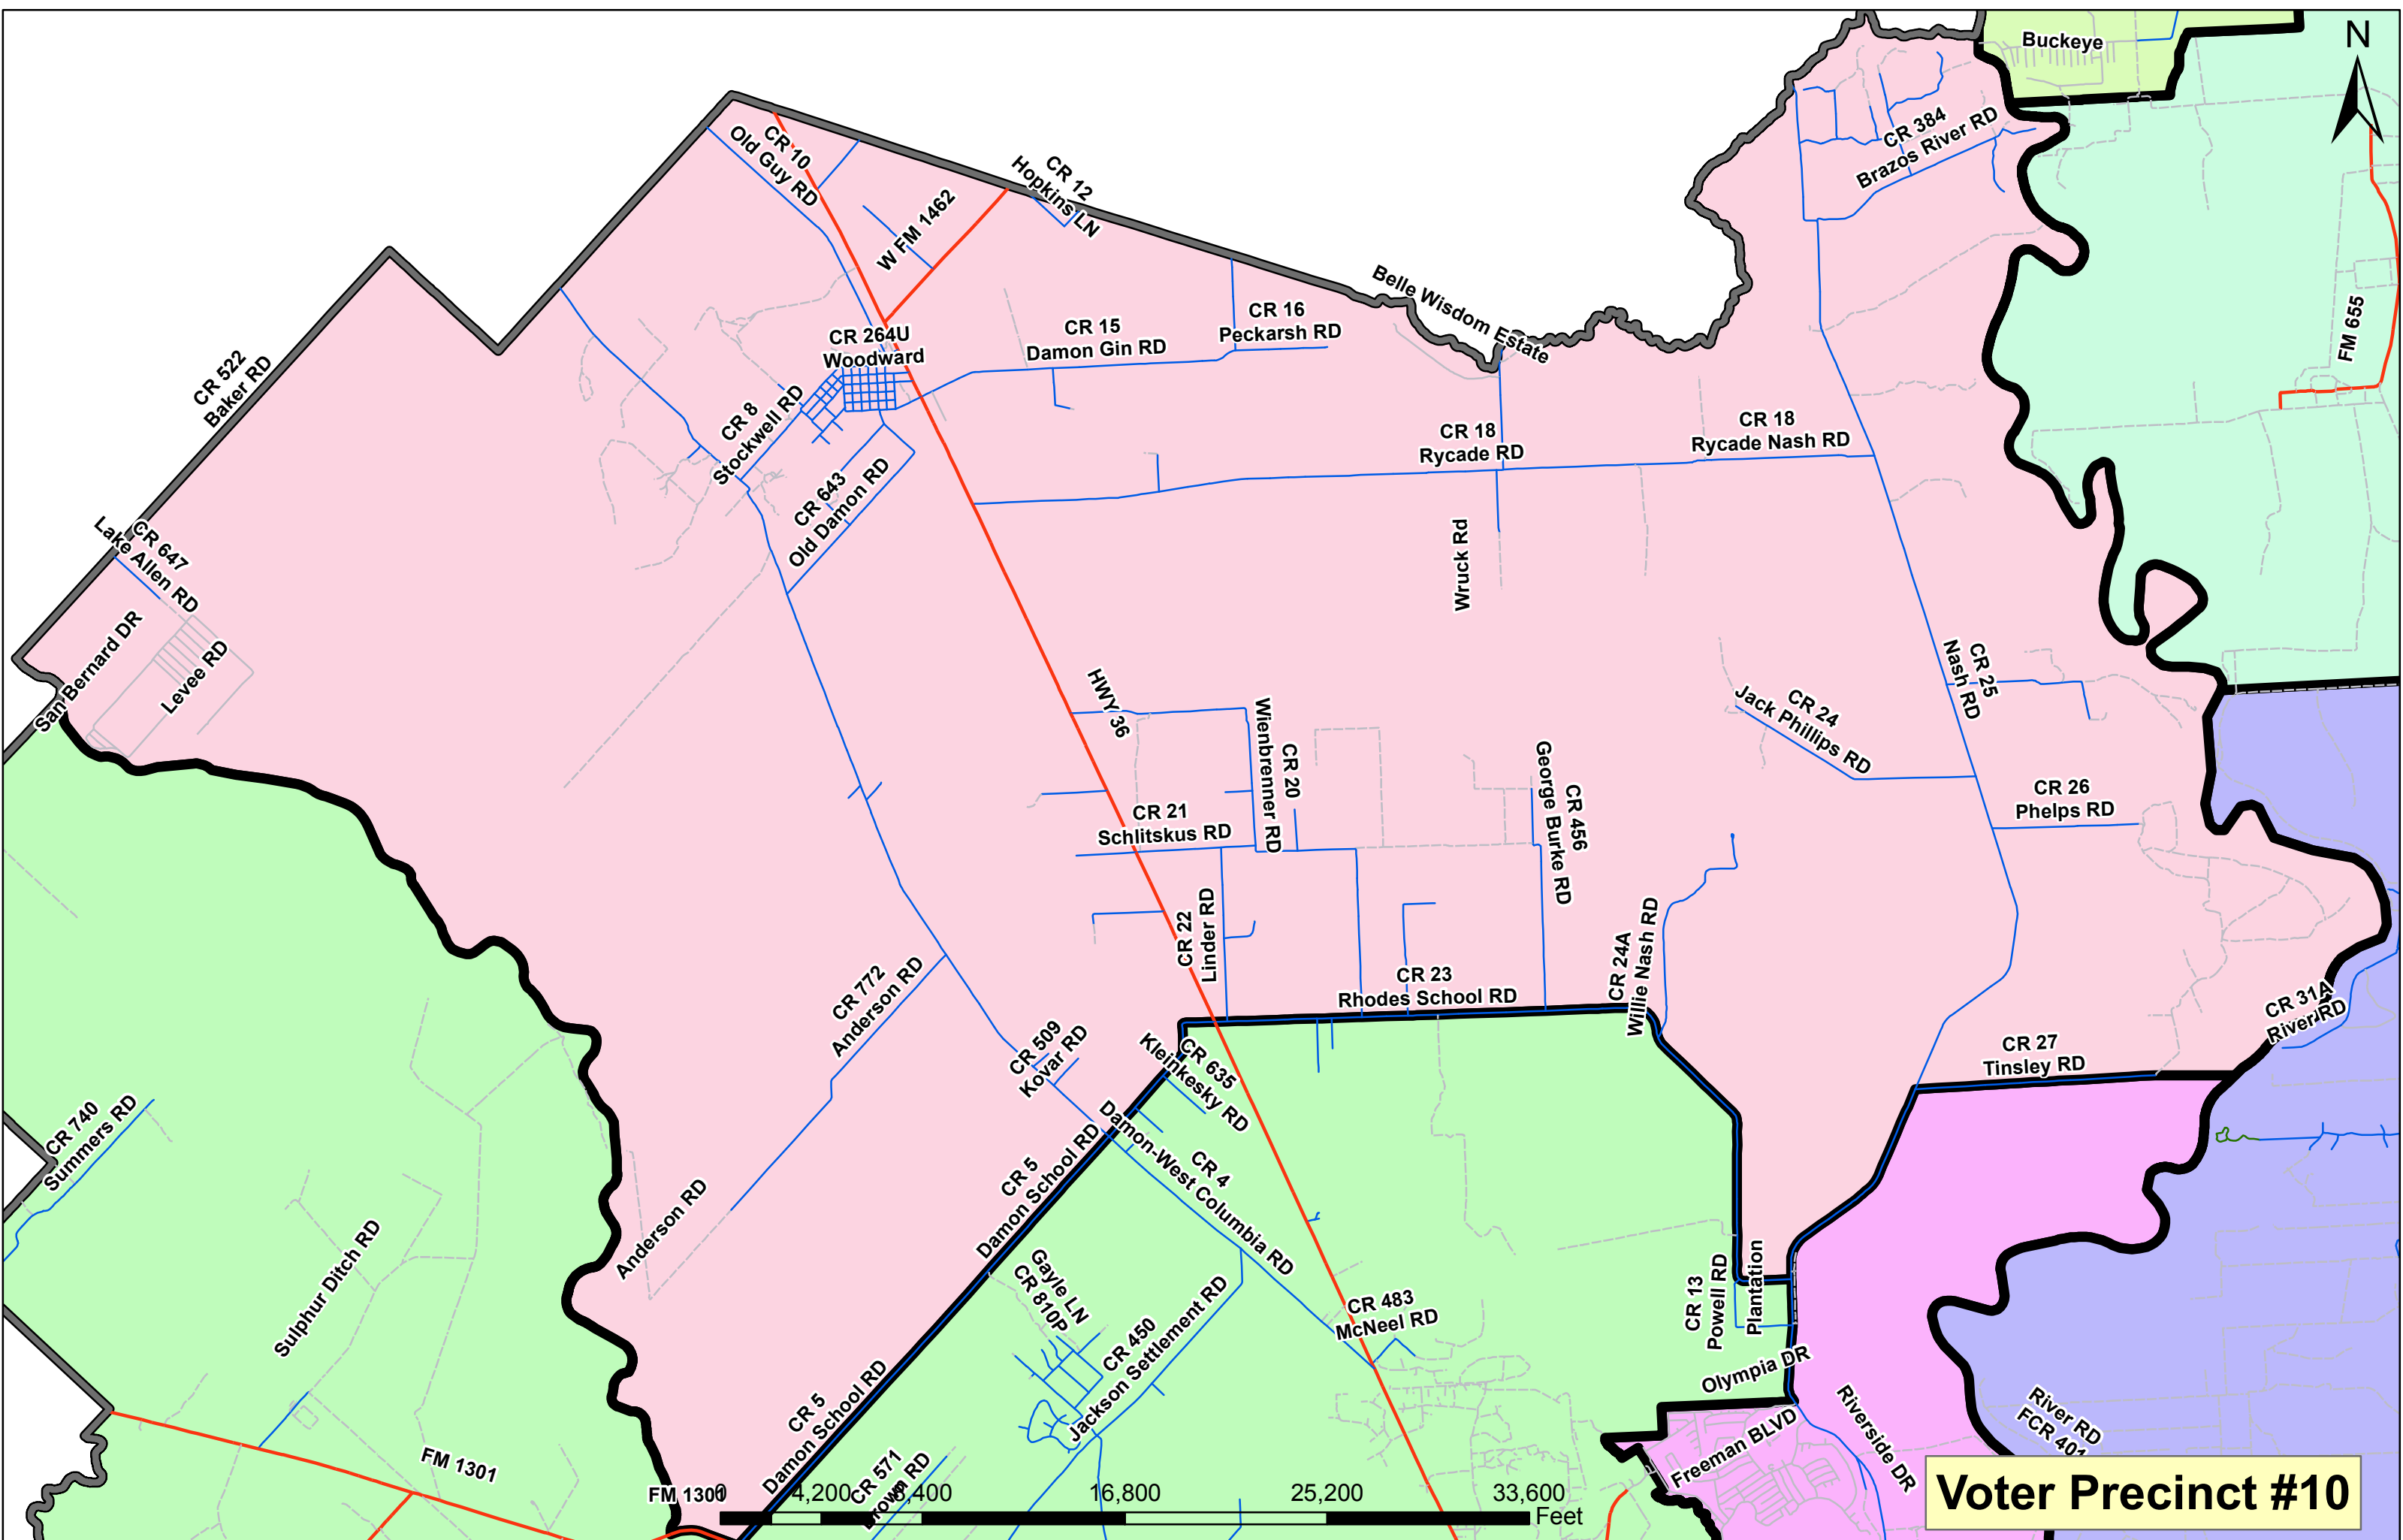 Buckeye
N
CR 10
Old Guy RD
CR 12
Hopkins LN
CR 384
Brazos River RD
W FM 1462
Belle Wisdom Estate
CR 16
Peckarsh RD
CR 15
Damon Gin RD
CR 264U
Woodward
FM 655
CR 522
Baker RD
CR 8
Stockwell RD
CR 18
Rycade RD
CR 18
Rycade Nash RD
CR 643
Old Damon RD
CR 647
Lake Allen RD
Wruck Rd
San Bernard DR
Levee RD
HWY 36
CR 25
Nash RD
CR 24
Jack Phillips RD
Wienbrenner RD
CR 20
CR 456
George Burke RD
CR 26
Phelps RD
CR 21
Schlitskus RD
CR 22
Linder RD
CR 24A
Willie Nash RD
CR 23
Rhodes School RD
CR 772
Anderson RD
CR 31A
River RD
CR 509
Kovar RD
CR 635
Kleinkesky RD
CR 27
Tinsley RD
CR 740
Summers RD
CR 5
Damon School RD
CR 4
Damon-West Columbia RD
Anderson RD
Sulphur Ditch RD
Gayle LN
CR 810P
CR 450
Jackson Settlement RD
CR 483
McNeel RD
CR 13
Powell RD
Plantation
Olympia DR
CR 5
Damon School RD
Riverside DR
River RD
FCR 401
Freeman BLVD
FM 1301
CR 571
Brown RD
FM 1301
0 4,200 8,400 16,800 25,200 33,600
Feet
Voter Precinct #10